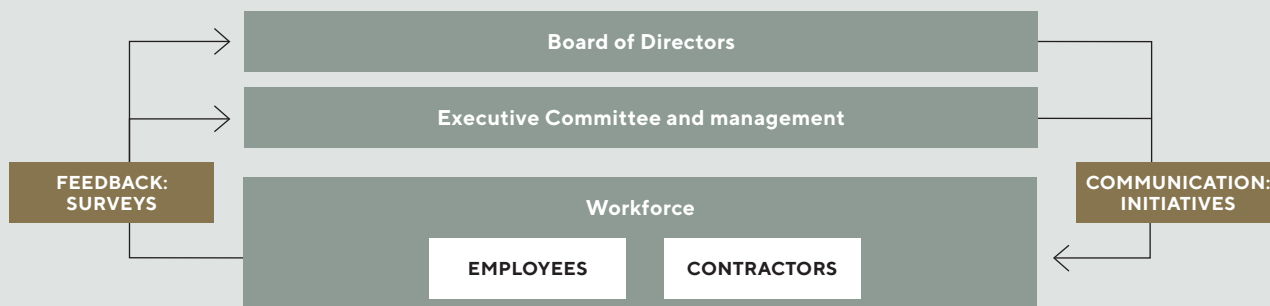 Board of Directors
Executive Committee and management
FEEDBACK:
SURVEYS
COMMUNICATION:
INITIATIVES
Workforce
EMPLOYEES
CONTRACTORS